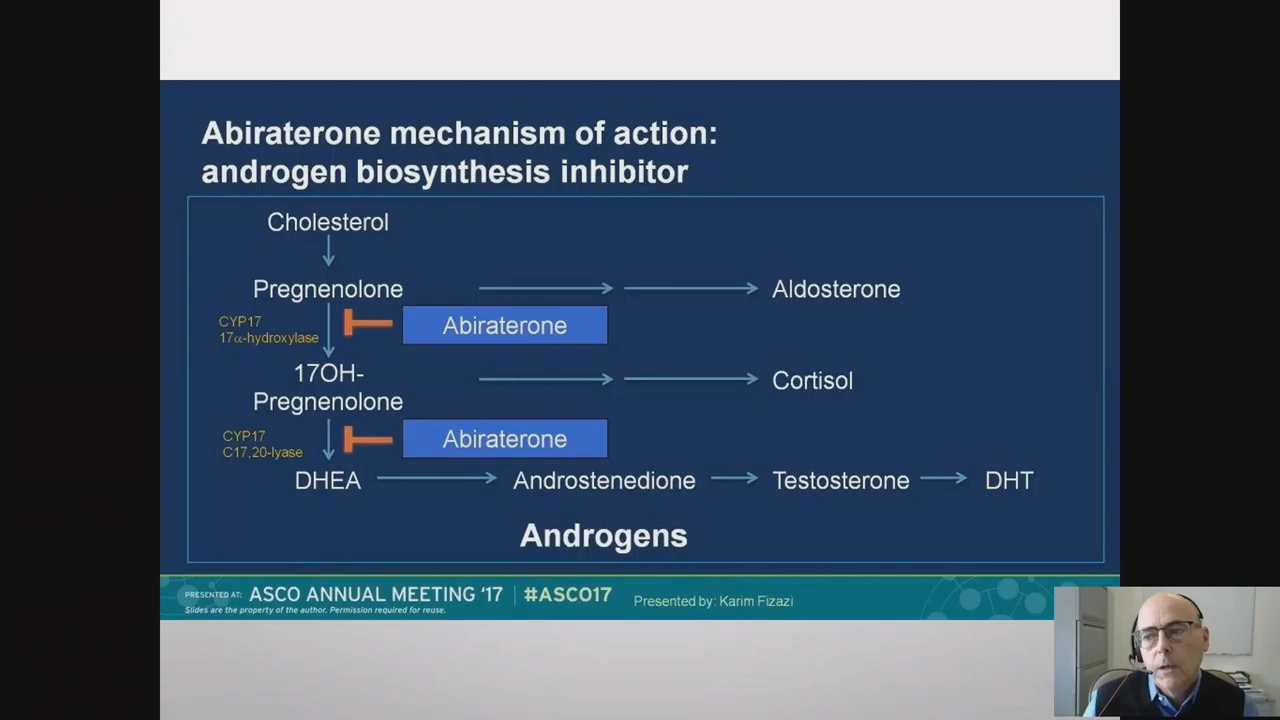 Abiraterone mechanism of action:
androgen biosynthesis inhibitor
Cholesterol
Pregnenolone
Aldosterone
CYP17
17α-hydroxylase
Abiraterone
17OH-
Pregnenolone
Cortisol
CYP17
C17,20-lyase
Abiraterone
DHEA
Androstenedione
Testosterone
DHT
Androgens
PRESENTED AT: ASCO ANNUAL MEETING '17 #ASCO17
Slides are the property of the author. Permission required for reuse.
Presented by: Karim Fizazi